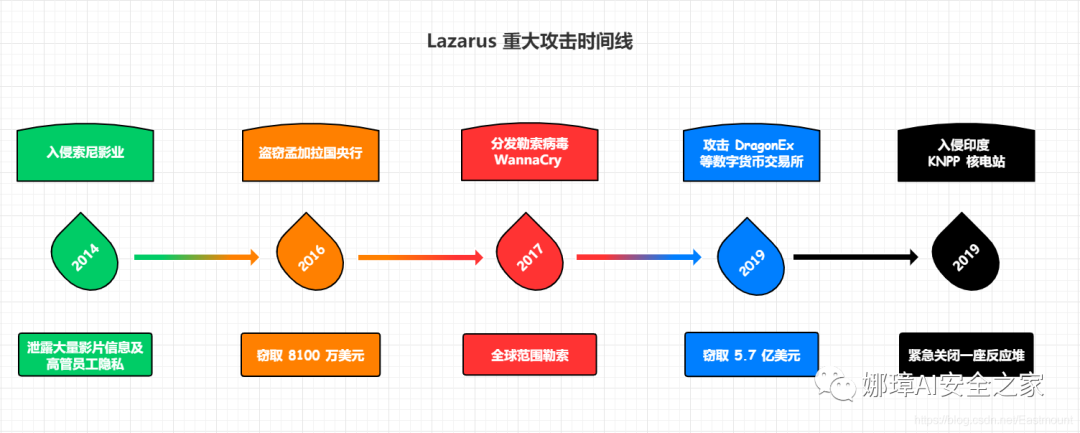 Lazarus 重大攻击时间线
入侵索尼影业
盗窃孟加拉国央行
分发勒索病毒
WannaCry
攻击 DragonEx
等数字货币交易所
入侵印度
KNPP 核电站
2014
2016
2017
2019
2019
泄露大量影片信息及
高管员工隐私
窃取 8100 万美元
全球范围勒索
窃取 5.7 亿美元
紧急关闭一座反应堆
娜璋AI安全之家
https://blog.csdn.net/Eastmount